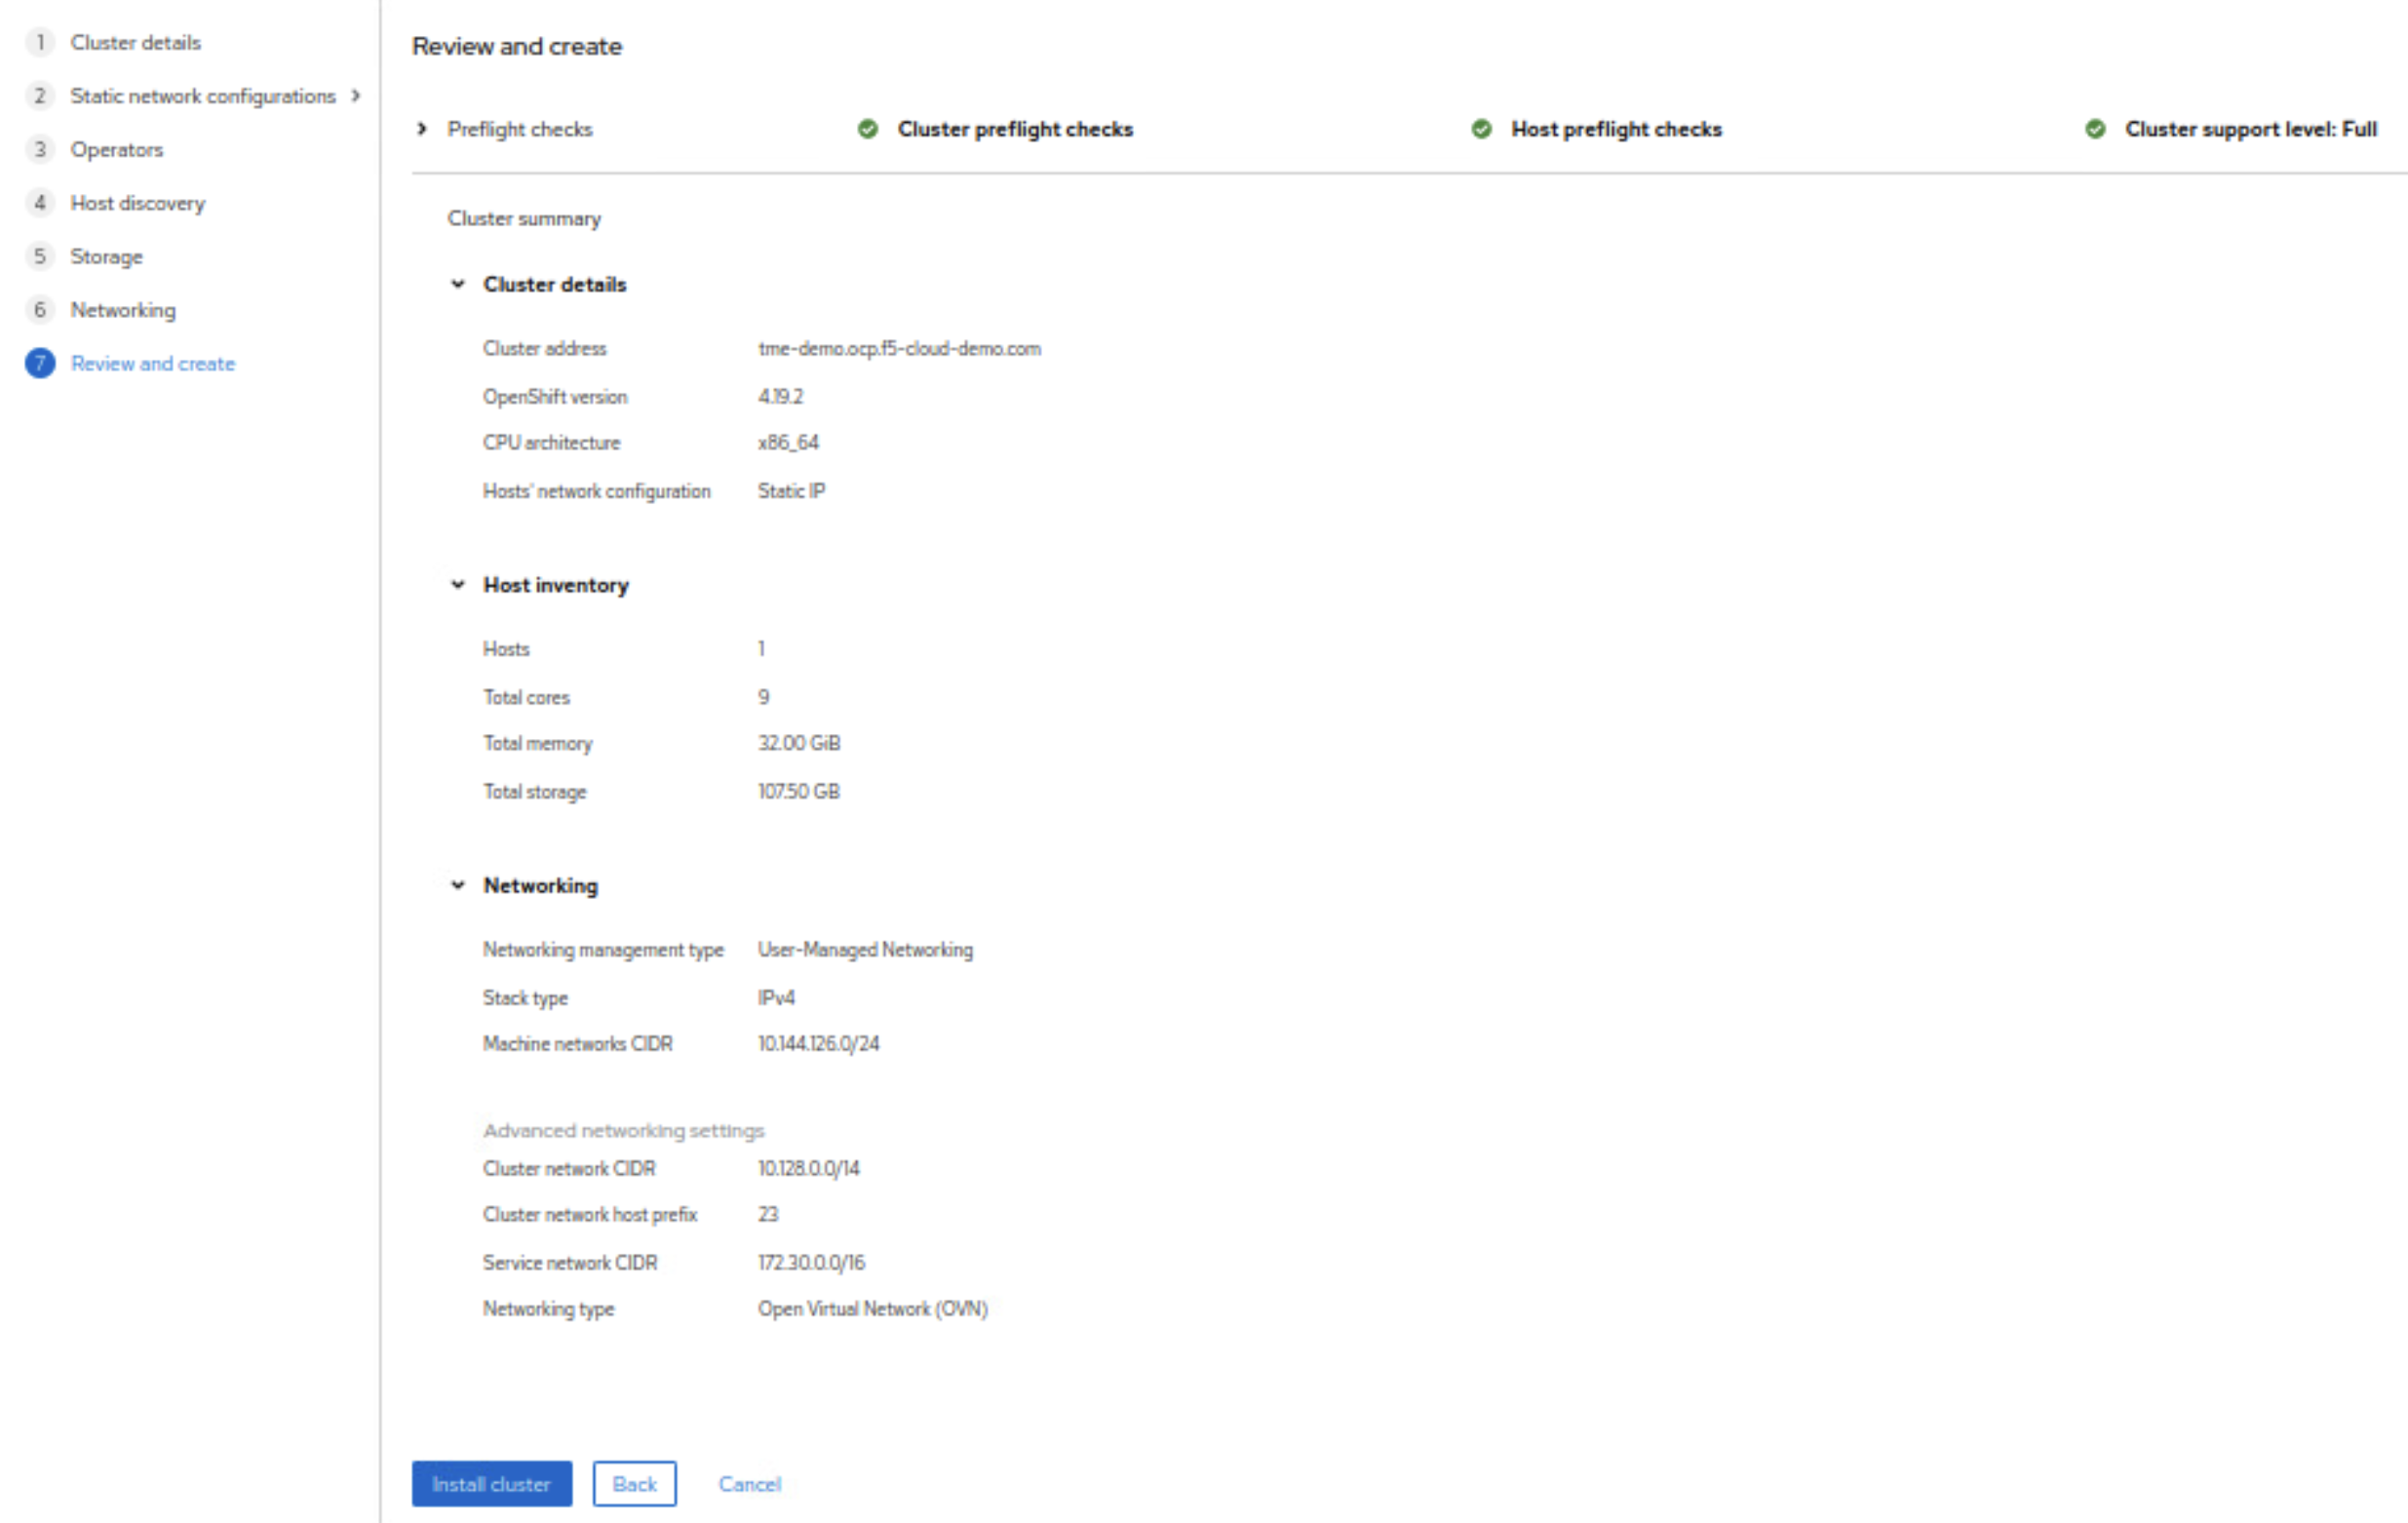 1 Cluster details
2 Static network configurations
3 Operators
4 Host discovery
5 Storage
6 Networking
7 Review and create
Review and create
Preflight checks Cluster preflight checks Host preflight checks Cluster support level: Full
Cluster summary
Cluster details
Cluster address tme-demo.ocp.f5-cloud-demo.com
OpenShift version 4.19.2
CPU architecture x86_64
Hosts' network configuration Static IP
Host inventory
Hosts 1
Total cores 9
Total memory 32.00 GiB
Total storage 107.50 GB
Networking
Networking management type User-Managed Networking
Stack type IPv4
Machine networks CIDR 10.144.126.0/24
Advanced networking settings
Cluster network CIDR 10.128.0.0/14
Cluster network host prefix 23
Service network CIDR 172.30.0.0/16
Networking type Open Virtual Network (OVN)
Install cluster Back Cancel